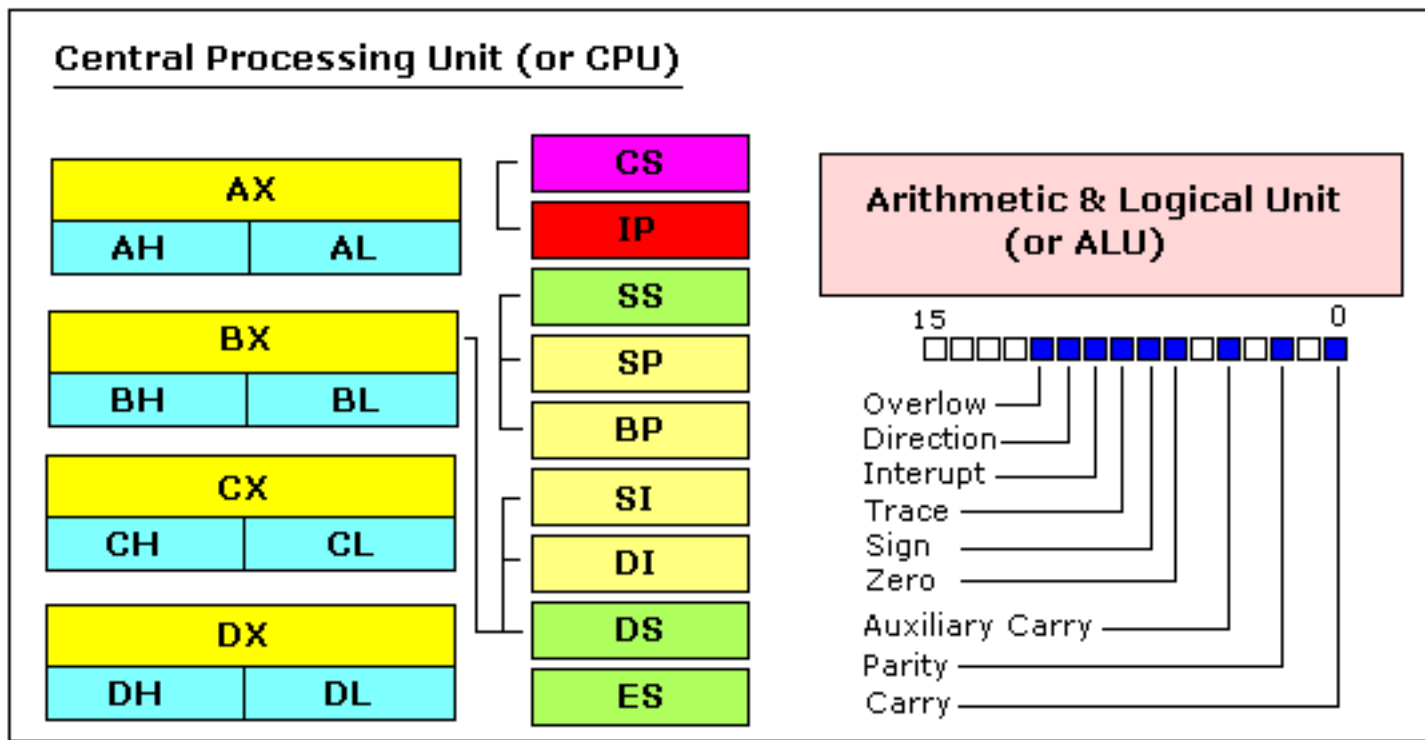 Central Processing Unit (or CPU)
AX
AH AL
BX
BH BL
CX
CH CL
DX
DH DL
CS
IP
SS
SP
BP
SI
DI
DS
ES
Arithmetic & Logical Unit
(or ALU)
15 0
Overlow
Direction
Interupt
Trace
Sign
Zero
Auxiliary Carry
Parity
Carry